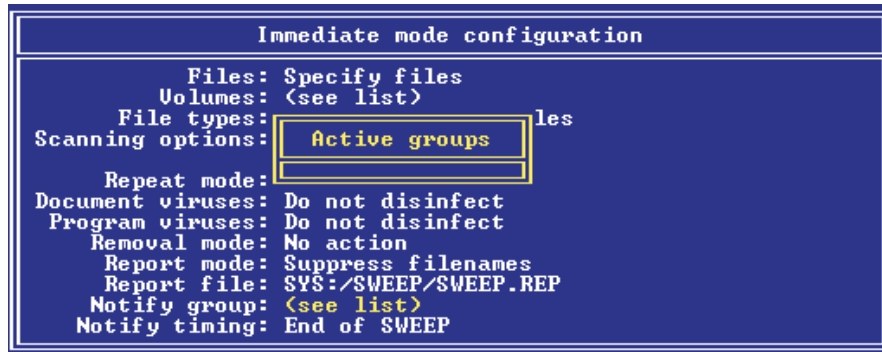 Immediate mode configuration
Files: Specify files
Volumes: (see list)
File types: les
Scanning options: Active groups
Repeat mode:
Document viruses: Do not disinfect
Program viruses: Do not disinfect
Removal mode: No action
Report mode: Suppress filenames
Report file: SYS:/SWEEP/SWEEP.REP
Notify group: (see list)
Notify timing: End of SWEEP